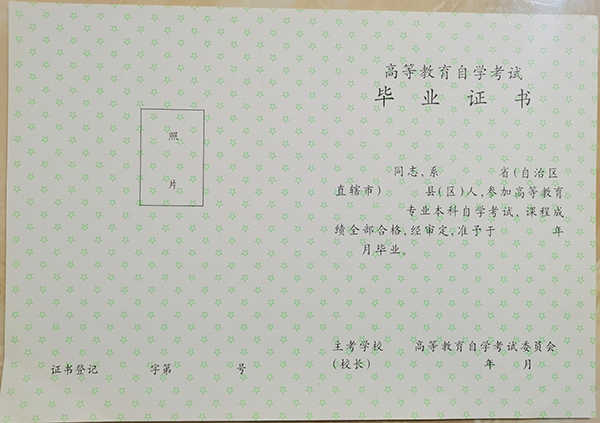 照
片
证书登记 字第 号
高等教育自学考试
毕业证书
同志、系 省(自治区
直辖市) 县(区)人,参加高等教育
专业本科自学考试,课程成
绩全部合格,经审定,准予于 年
月毕业。
主考学校 高等教育自学考试委员会
(校长) 年 月